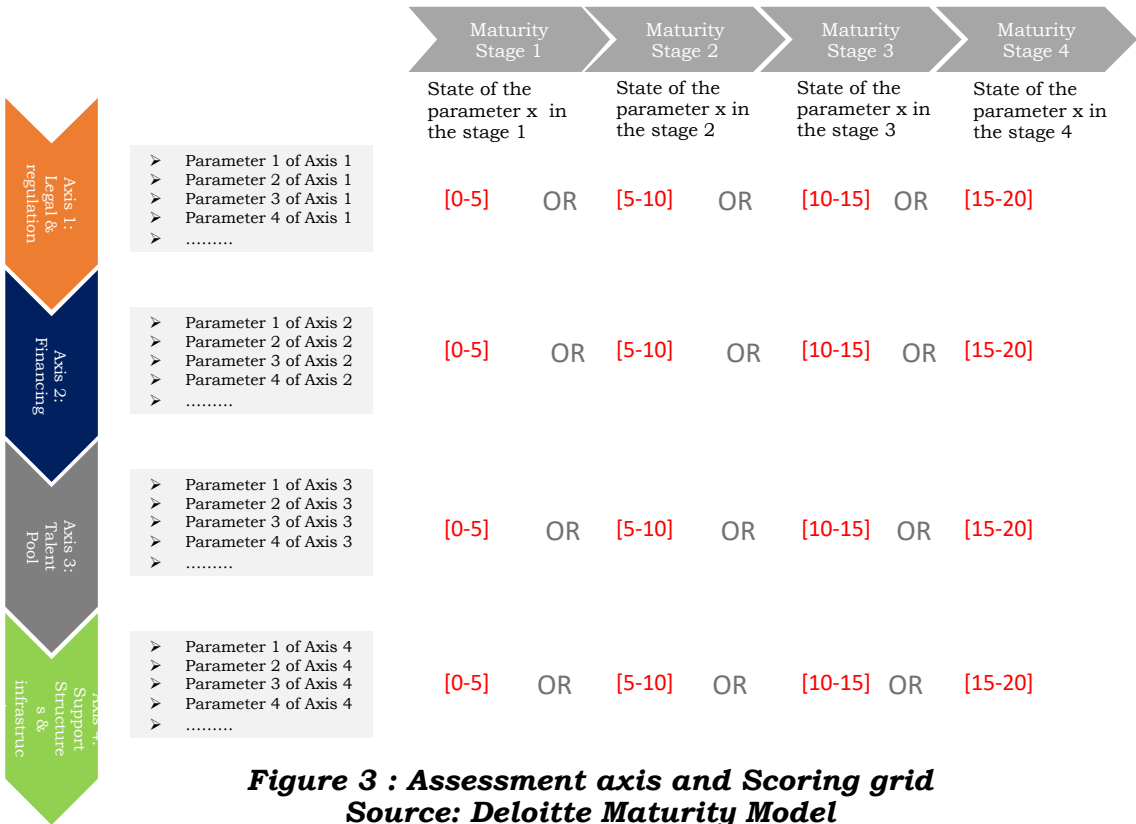 Maturity
Stage 1
Maturity
Stage 2
Maturity
Stage 3
Maturity
Stage 4
State of the
parameter x in
the stage 1
State of the
parameter x in
the stage 2
State of the
parameter x in
the stage 3
State of the
parameter x in
the stage 4
Axis 1:
Legal &
regulation
➢ Parameter 1 of Axis 1
➢ Parameter 2 of Axis 1
➢ Parameter 3 of Axis 1
➢ Parameter 4 of Axis 1
➢ .........
[0-5] OR [5-10] OR [10-15] OR [15-20]
Axis 2:
Financing
➢ Parameter 1 of Axis 2
➢ Parameter 2 of Axis 2
➢ Parameter 3 of Axis 2
➢ Parameter 4 of Axis 2
➢ .........
[0-5] OR [5-10] OR [10-15] OR [15-20]
Axis 3:
Talent
Pool
➢ Parameter 1 of Axis 3
➢ Parameter 2 of Axis 3
➢ Parameter 3 of Axis 3
➢ Parameter 4 of Axis 3
➢ .........
[0-5] OR [5-10] OR [10-15] OR [15-20]
Axis 4:
Support
Structure
s &
infrastruc
➢ Parameter 1 of Axis 4
➢ Parameter 2 of Axis 4
➢ Parameter 3 of Axis 4
➢ Parameter 4 of Axis 4
➢ .........
[0-5] OR [5-10] OR [10-15] OR [15-20]
Figure 3 : Assessment axis and Scoring grid
Source: Deloitte Maturity Model